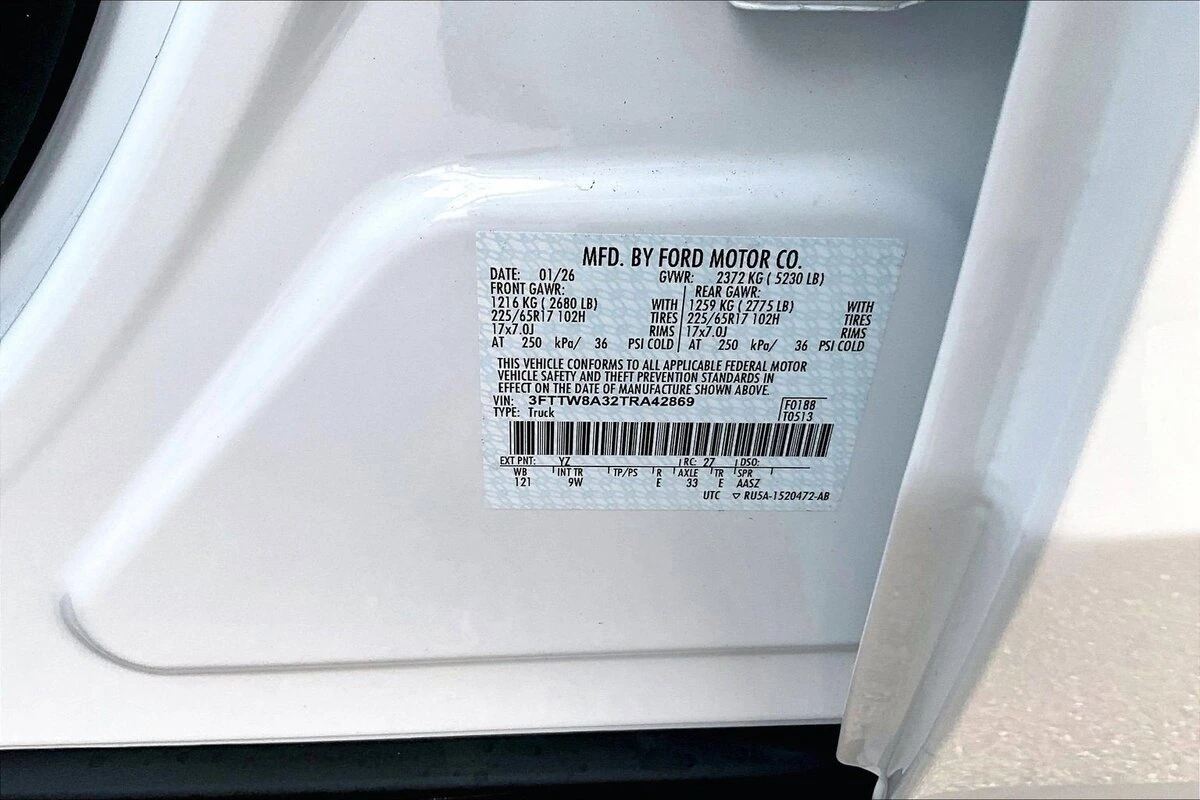 MFD. BY FORD MOTOR CO.
DATE: 01/26 GVWR: 2372 KG ( 5230 LB)
FRONT GAWR: REAR GAWR:
1216 KG ( 2680 LB) WITH 1259 KG ( 2775 LB) WITH
225/65R17 102H TIRES 225/65R17 102H TIRES
17x7.0J RIMS 17x7.0J RIMS
AT 250 kPa/ 36 PSI COLD AT 250 kPa/ 36 PSI COLD
THIS VEHICLE CONFORMS TO ALL APPLICABLE FEDERAL MOTOR
VEHICLE SAFETY AND THEFT PREVENTION STANDARDS IN
EFFECT ON THE DATE OF MANUFACTURE SHOWN ABOVE.
VIN: 3FTTW8A32TRA42869 F0188
TYPE: Truck T0513
EXT PNT: YZ RC: 27 DSO:
WB INT TR TP/PS R AXLE TR SPR
121 9W E 33 E AASZ
UTC ▽ RU5A-1520472-AB